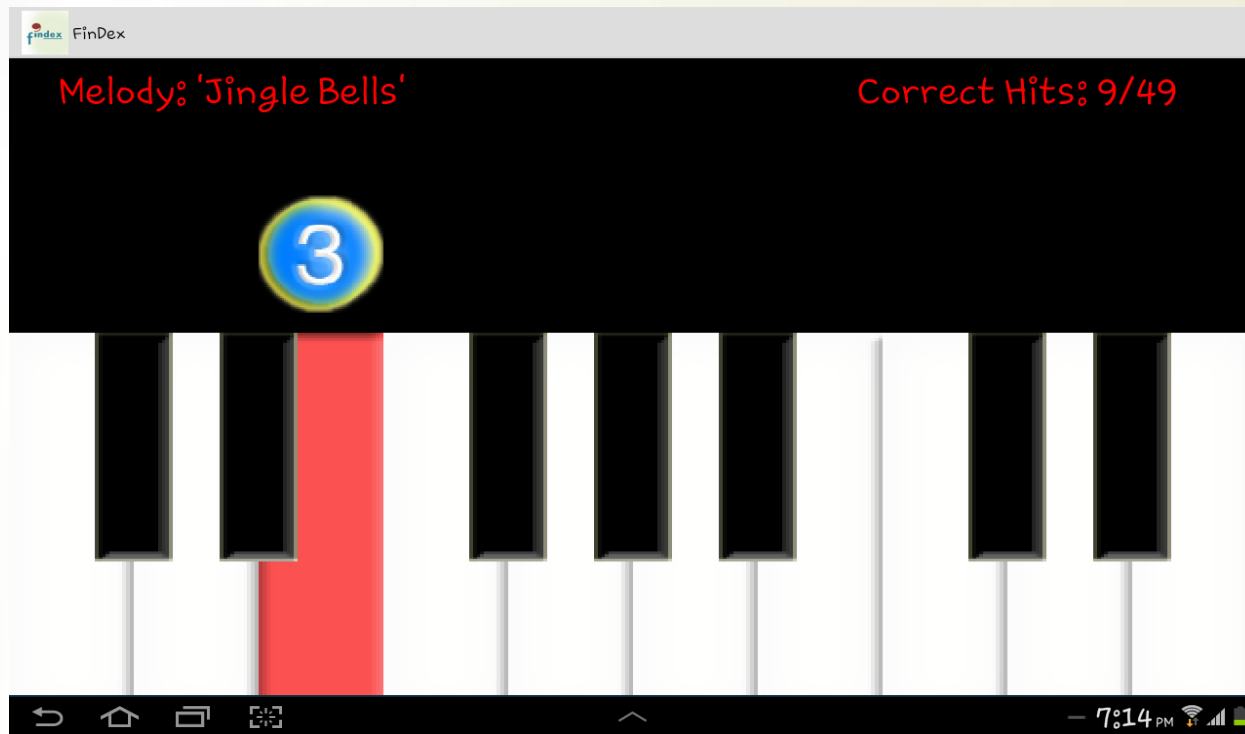 findex FinDex
Melody: 'Jingle Bells'
Correct Hits: 9/49
3
7:14 PM